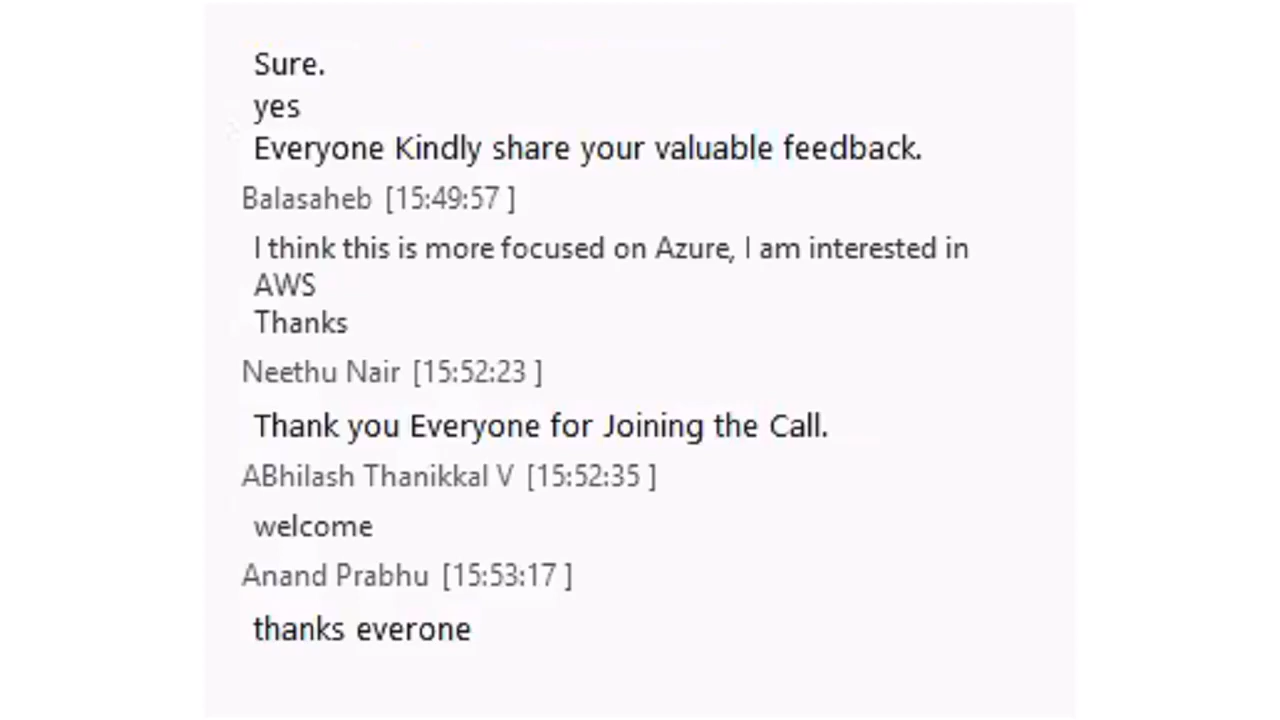 Sure.
yes
Everyone Kindly share your valuable feedback.
Balasaheb [15:49:57 ]
I think this is more focused on Azure, I am interested in
AWS
Thanks
Neethu Nair [15:52:23 ]
Thank you Everyone for Joining the Call.
ABhilash Thanikkal V [15:52:35 ]
welcome
Anand Prabhu [15:53:17 ]
thanks everone